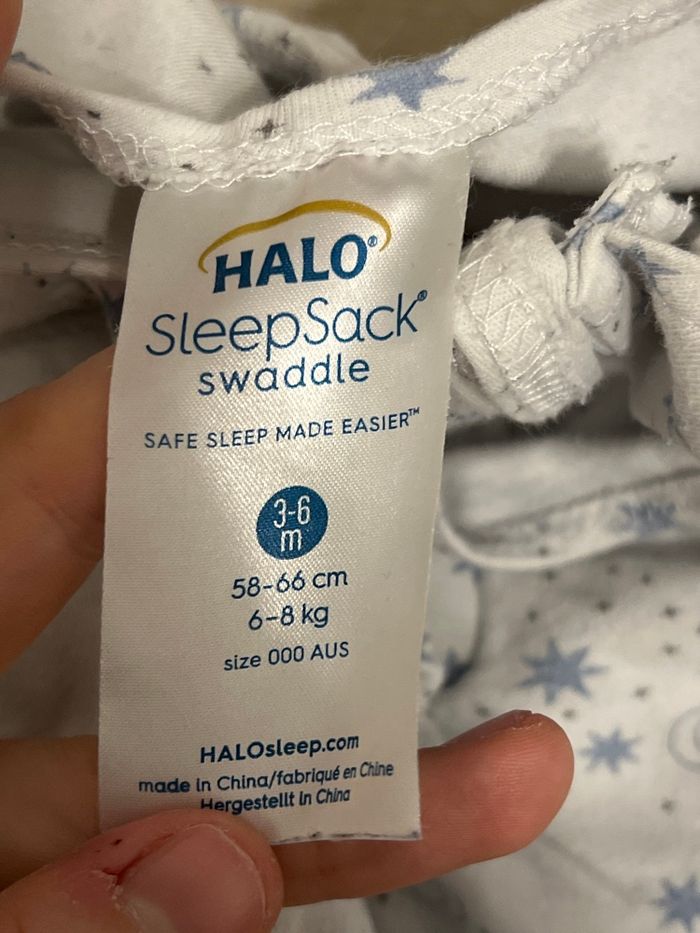 HALO®
SleepSack®
swaddle
SAFE SLEEP MADE EASIER™
3-6
m
58-66 cm
6-8 kg
size 000 AUS
HALOsleep.com
made in China/fabriqué en Chine
Hergestellt in China